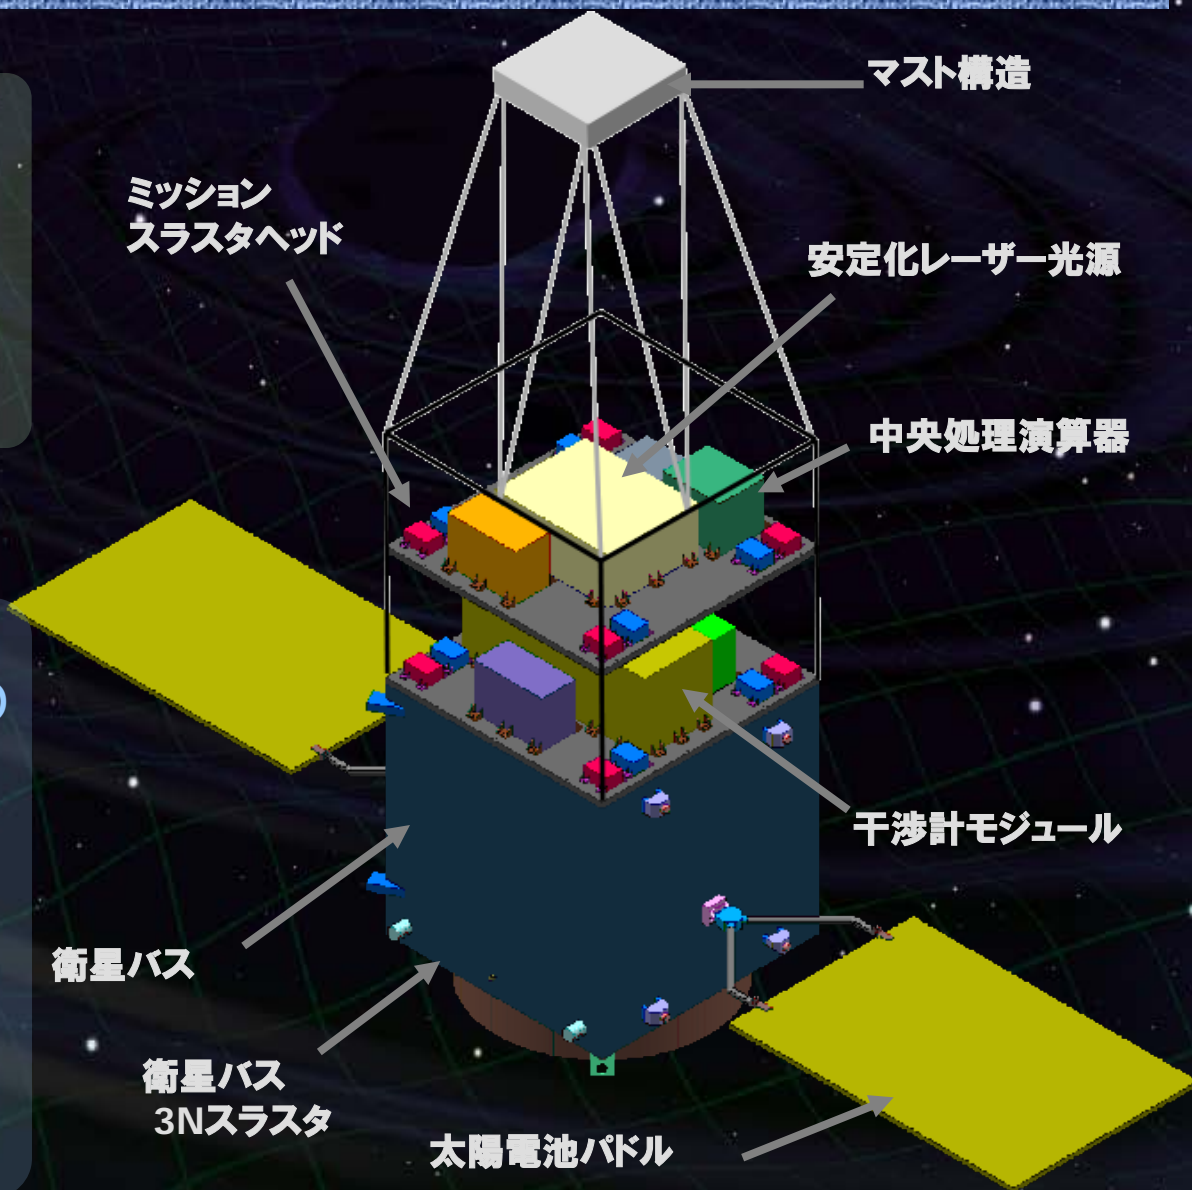 マスト構造
ミッション
スラスタヘッド
安定化レーザー光源
中央処理演算器
干渉計モジュール
衛星バス
衛星バス
3Nスラスタ
太陽電池パドル